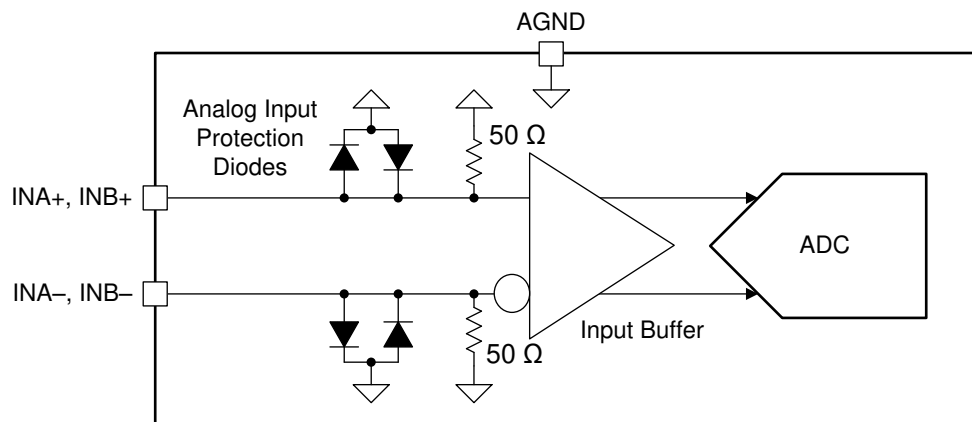 AGND
Analog Input
Protection
Diodes
50 Ω
INA+, INB+
ADC
INA–, INB–
Input Buffer
50 Ω